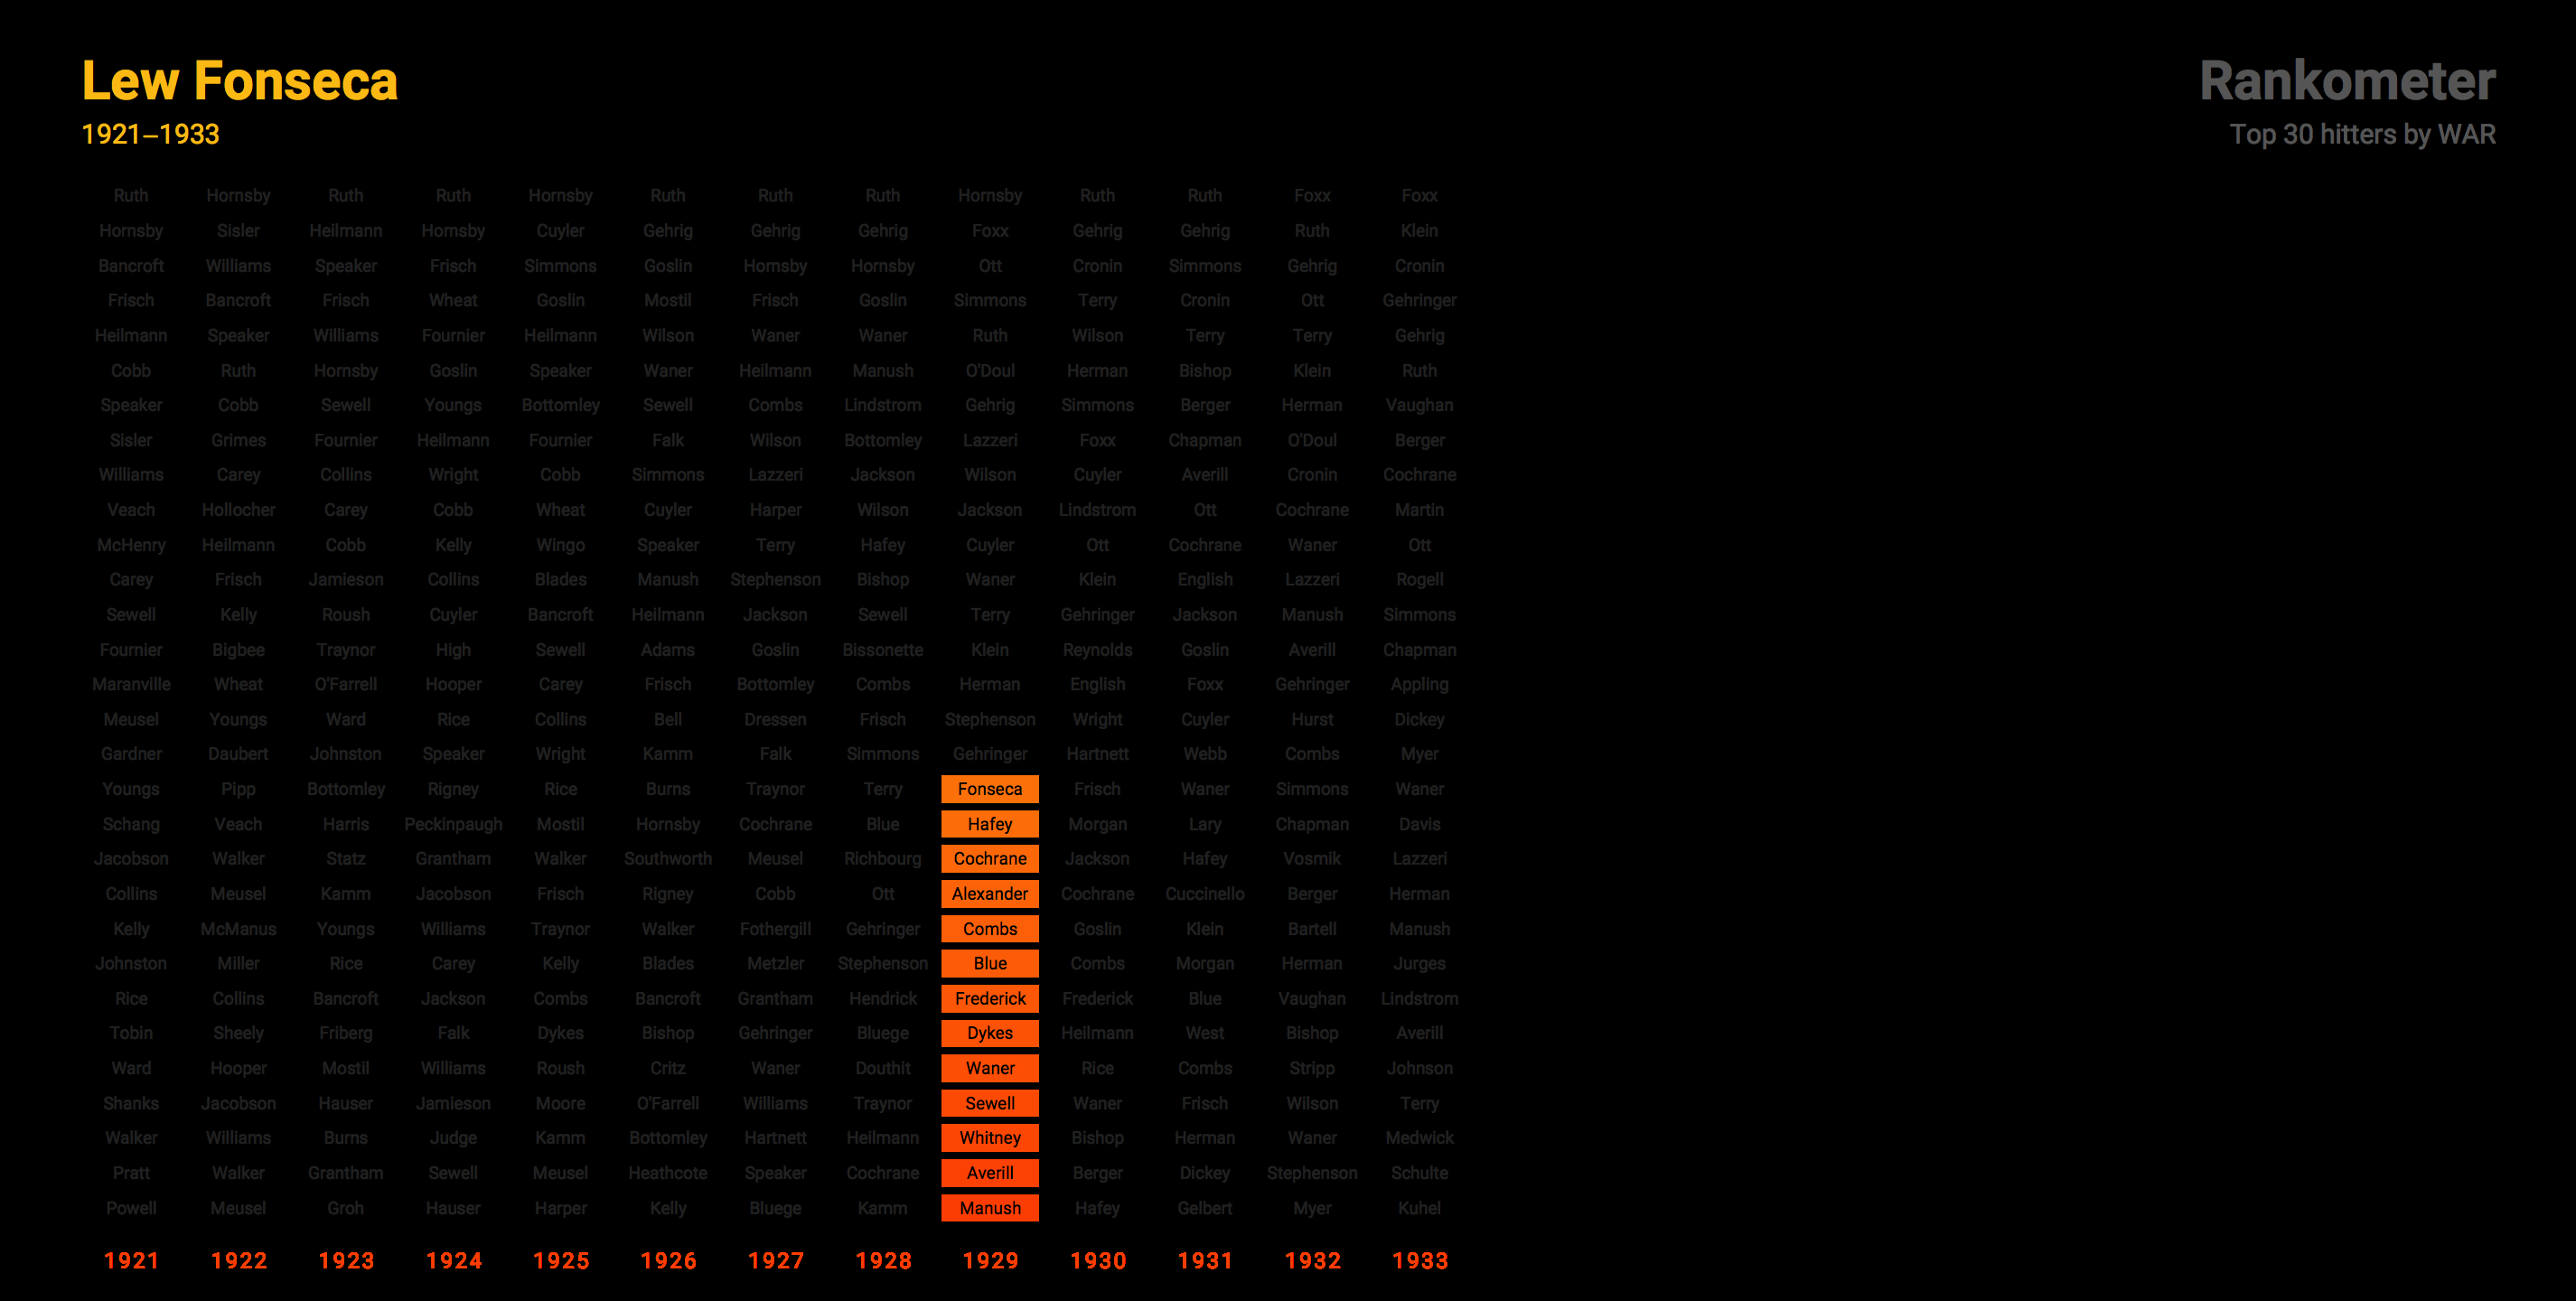 Lew Fonseca
1921–1933
Rankometer
Top 30 hitters by WAR
Ruth Hornsby Ruth Ruth Hornsby Ruth Ruth Ruth Hornsby Ruth Ruth Foxx Foxx
Hornsby Sisler Heilmann Hornsby Cuyler Gehrig Gehrig Gehrig Foxx Gehrig Gehrig Ruth Klein
Bancroft Williams Speaker Frisch Simmons Goslin Hornsby Hornsby Ott Cronin Simmons Gehrig Cronin
Frisch Bancroft Frisch Wheat Goslin Mostil Frisch Goslin Simmons Terry Cronin Ott Gehringer
Heilmann Speaker Williams Fournier Heilmann Wilson Waner Waner Ruth Wilson Terry Terry Gehrig
Cobb Ruth Hornsby Goslin Speaker Waner Heilmann Manush O'Doul Herman Bishop Klein Ruth
Speaker Cobb Sewell Youngs Bottomley Sewell Combs Lindstrom Gehrig Simmons Berger Herman Vaughan
Sisler Grimes Fournier Heilmann Fournier Falk Wilson Bottomley Lazzeri Foxx Chapman O'Doul Berger
Williams Carey Collins Wright Cobb Simmons Lazzeri Jackson Wilson Cuyler Averill Cronin Cochrane
Veach Hollocher Carey Cobb Wheat Cuyler Harper Wilson Jackson Lindstrom Ott Cochrane Martin
McHenry Heilmann Cobb Kelly Wingo Speaker Terry Hafey Cuyler Ott Cochrane Waner Ott
Carey Frisch Jamieson Collins Blades Manush Stephenson Bishop Waner Klein English Lazzeri Rogell
Sewell Kelly Roush Cuyler Bancroft Heilmann Jackson Sewell Terry Gehringer Jackson Manush Simmons
Fournier Bigbee Traynor High Sewell Adams Goslin Bissonette Klein Reynolds Goslin Averill Chapman
Maranville Wheat O'Farrell Hooper Carey Frisch Bottomley Combs Herman English Foxx Gehringer Appling
Meusel Youngs Ward Rice Collins Bell Dressen Frisch Stephenson Wright Cuyler Hurst Dickey
Gardner Daubert Johnston Speaker Wright Kamm Falk Simmons Gehringer Hartnett Webb Combs Myer
Youngs Pipp Bottomley Rigney Rice Burns Traynor Terry Fonseca Frisch Waner Simmons Waner
Schang Veach Harris Peckinpaugh Mostil Hornsby Cochrane Blue Hafey Morgan Lary Chapman Davis
Jacobson Walker Statz Grantham Walker Southworth Meusel Richbourg Cochrane Jackson Hafey Vosmik Lazzeri
Collins Meusel Kamm Jacobson Frisch Rigney Cobb Ott Alexander Cochrane Cuccinello Berger Herman
Kelly McManus Youngs Williams Traynor Walker Fothergill Gehringer Combs Goslin Klein Bartell Manush
Johnston Miller Rice Carey Kelly Blades Metzler Stephenson Blue Combs Morgan Herman Jurges
Rice Collins Bancroft Jackson Combs Bancroft Grantham Hendrick Frederick Frederick Blue Vaughan Lindstrom
Tobin Sheely Friberg Falk Dykes Bishop Gehringer Bluege Dykes Heilmann West Bishop Averill
Ward Hooper Mostil Williams Roush Critz Waner Douthit Waner Rice Combs Stripp Johnson
Shanks Jacobson Hauser Jamieson Moore O'Farrell Williams Traynor Sewell Waner Frisch Wilson Terry
Walker Williams Burns Judge Kamm Bottomley Hartnett Heilmann Whitney Bishop Herman Waner Medwick
Pratt Walker Grantham Sewell Meusel Heathcote Speaker Cochrane Averill Berger Dickey Stephenson Schulte
Powell Meusel Groh Hauser Harper Kelly Bluege Kamm Manush Hafey Gelbert Myer Kuhel
1921 1922 1923 1924 1925 1926 1927 1928 1929 1930 1931 1932 1933